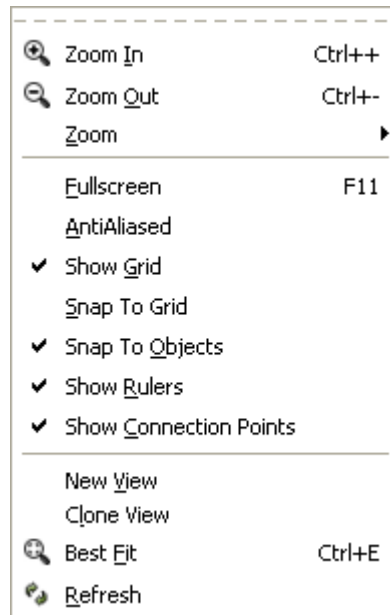 Zoom In Ctrl++
Zoom Out Ctrl+-
Zoom
Fullscreen F11
AntiAliased
Show Grid
Snap To Grid
Snap To Objects
Show Rulers
Show Connection Points
New View
Clone View
Best Fit Ctrl+E
Refresh